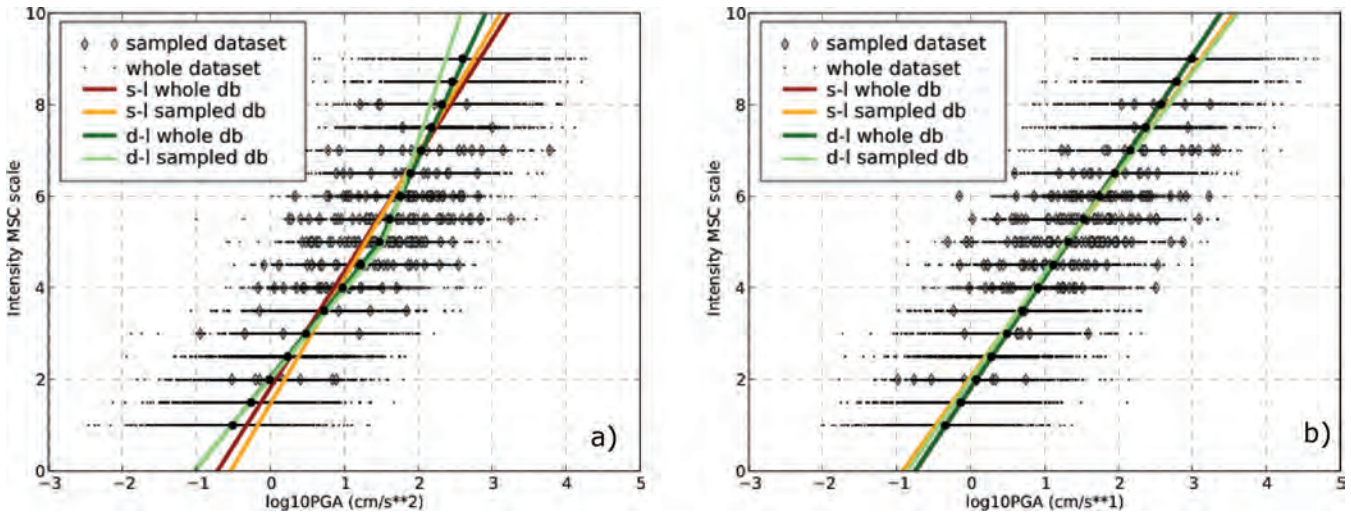 10
8
6
4
2
0
Intensity MSC scale
sampled dataset
whole dataset
s-l whole db
s-l sampled db
d-l whole db
d-l sampled db
a)
−3 −2 −1 0 1 2 3 4 5
log10PGA (cm/s**2)
10
8
6
4
2
0
Intensity MSC scale
sampled dataset
whole dataset
s-l whole db
s-l sampled db
d-l whole db
d-l sampled db
b)
−3 −2 −1 0 1 2 3 4 5
log10PGA (cm/s**1)